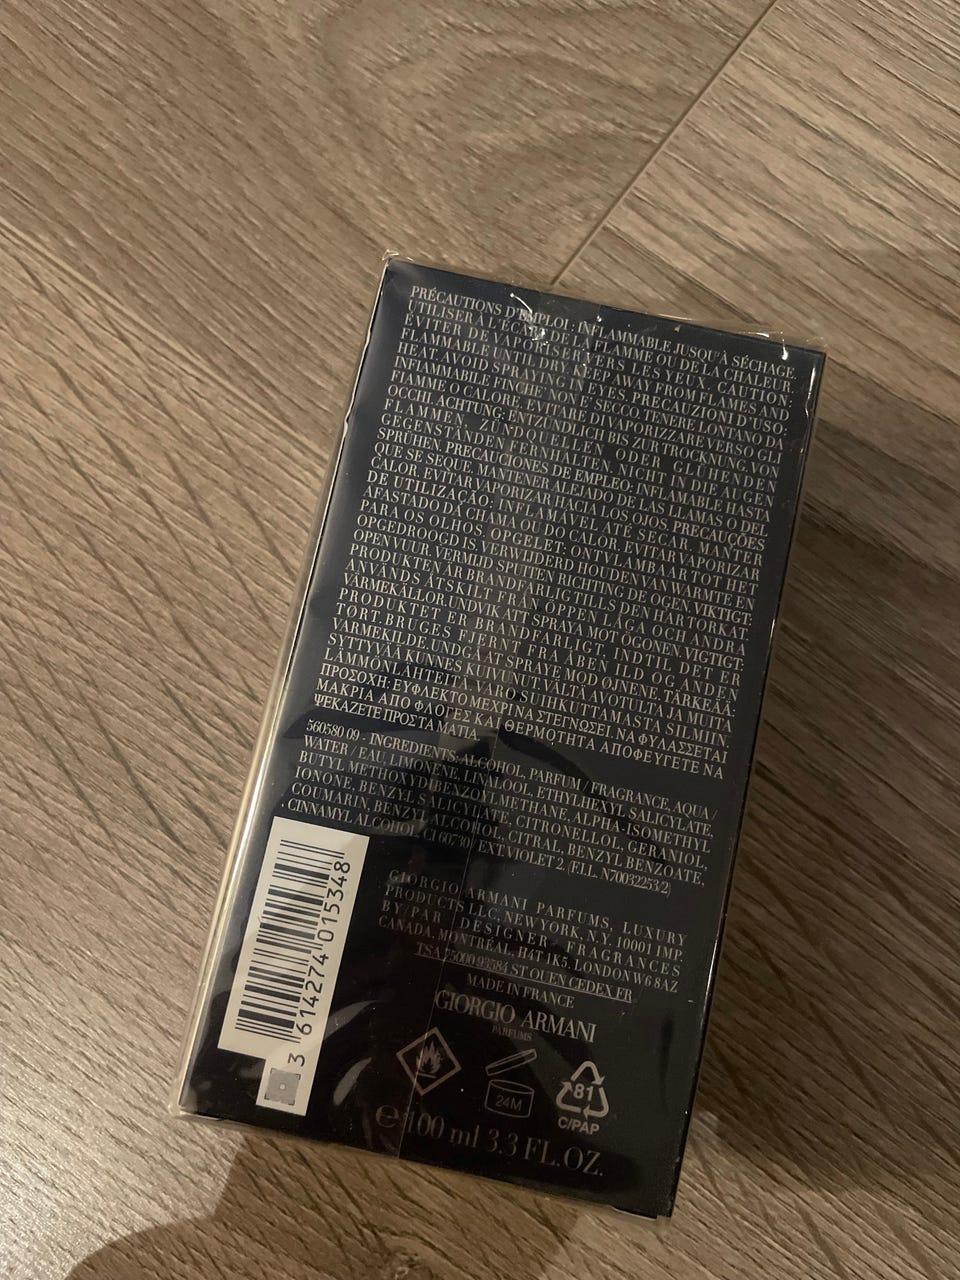 PRÉCAUTIONS D'EMPLOI : INFLAMMABLE JUSQU'À SÉCHAGE.
UTILISER À L'ÉCART FLAMME OU DE LA CHALEUR.
ÉVITER DE VAPORISER VERS LES YEUX. CAUTION:
FLAMMABLE UNTIL DRY. KEEP AWAY FROM FLAMES AND
HEAT. AVOID SPRAYING IN EYES. PRECAUZIONI D'USO:
INFIAMMABILE FINCHÉ NON SECCO. TENERE LONTANO DA
FIAMME O CALORE. EVITARE DI VAPORIZZARE VERSO GLI
OCCHI ACHTUNG: ENTZÜNDLICH BIS ZUR TROCKNUNG. VON
FLAMMEN, ZÜNDQUELLEN ODER GLÜHENDEN
GEGENSTÄNDEN FERNHALTEN. NICHT IN DIE AUGEN
SPRÜHEN. PRECAUCIONES DE EMPLEO: INFLAMABLE HASTA
QUE SE SEQUE. MANTENER ALEJADO DE LAS LLAMAS O DEL
CALOR. EVITAR VAPORIZAR HACIA LOS OJOS. PRECAUÇÕES
DE UTILIZAÇÃO: INFLAMÁVEL ATÉ SECAR. MANTER
AFASTADO DA CHAMA OU DO CALOR. EVITAR VAPORIZAR
PARA OS OLHOS. OPGELET: ONTVLAMBAAR TOT HET
OPGEDROOGD IS. VERWIJDERD HOUDEN VAN WARMTE EN
OPEN VUUR. VERMIJD SPUITEN RICHTING DE OGEN. VIKTIGT:
PRODUKTEN ÄR BRANDFARLIG TILLS DEN HAR TORKAT.
ANVÄNDS ÅTSKILT FRÅN ÖPPEN LÅGA OCH ANDRA
VÄRMEKÄLLOR. UNDVIK ATT SPRAYA MOT ÖGONEN. VIGTIGT:
PRODUKTET ER BRANDFARLIGT, INDTIL DET ER
TØRT. BRUGES FJERNT FRA ÅBEN ILD OG ANDEN
VARMEKILDE. UNDGÅ AT SPRAYE MOD ØJNENE. TÄRKEÄÄ:
SYTTYVÄÄ KUNNES KUIVUNUT. VÄLTÄ AVOTULTA JA MUITA
LÄMMÖNLÄHTEITÄ. VARO SUIHKUTTAMASTA SILMIIN.
ΠΡΟΣΟΧΗ: ΕΥΦΛΕΚΤΟ ΜΕΧΡΙ ΝΑ ΣΤΕΓΝΩΣΕΙ. ΝΑ ΦΥΛΑΣΣΕΤΑΙ
ΜΑΚΡΙΑ ΑΠΟ ΦΛΟΓΕΣ ΚΑΙ ΘΕΡΜΟΤΗΤΑ ΑΠΟΦΕΥΓΕΤΕ ΝΑ
ΨΕΚΑΖΕΤΕ ΠΡΟΣ ΤΑ ΜΑΤΙΑ.
560580 09 - INGREDIENTS: ALCOHOL, PARFUM / FRAGRANCE, AQUA /
WATER / EAU, LIMONENE, LINALOOL, ETHYLHEXYL SALICYLATE,
BUTYL METHOXYDIBENZOYLMETHANE, ALPHA-ISOMETHYL
IONONE, BENZYL SALICYLATE, CITRONELLOL, GERANIOL,
COUMARIN, BENZYL ALCOHOL, CITRAL, BENZYL BENZOATE,
CINNAMYL ALCOHOL, CI 60730 / EXT. VIOLET 2. (F.I.L. N70032253/2)
3 614274 015348
GIORGIO ARMANI PARFUMS, LUXURY
PRODUCTS LLC, NEW YORK, N.Y. 10001 IMP.
BY/PAR DESIGNER FRAGRANCES
CANADA, MONTRÉAL, H4T 1K5, LONDON W6 8AZ
TSA 75000 93584 ST OUEN CEDEX FR
MADE IN FRANCE
GIORGIO ARMANI
PARFUMS
24M
81
C/PAP
e 100 ml 3.3 FL.OZ.